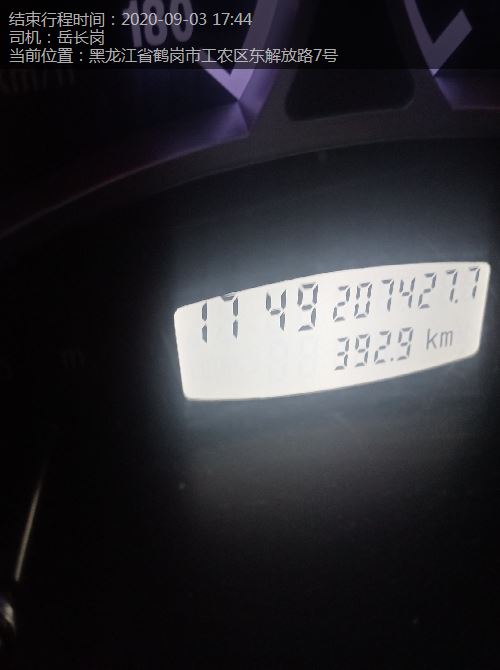 结束行程时间：2020-09-03 17:44
司机：岳长岗
当前位置：黑龙江省鹤岗市工农区东解放路7号
180
km/h
17 49 207427.7
392.9 km